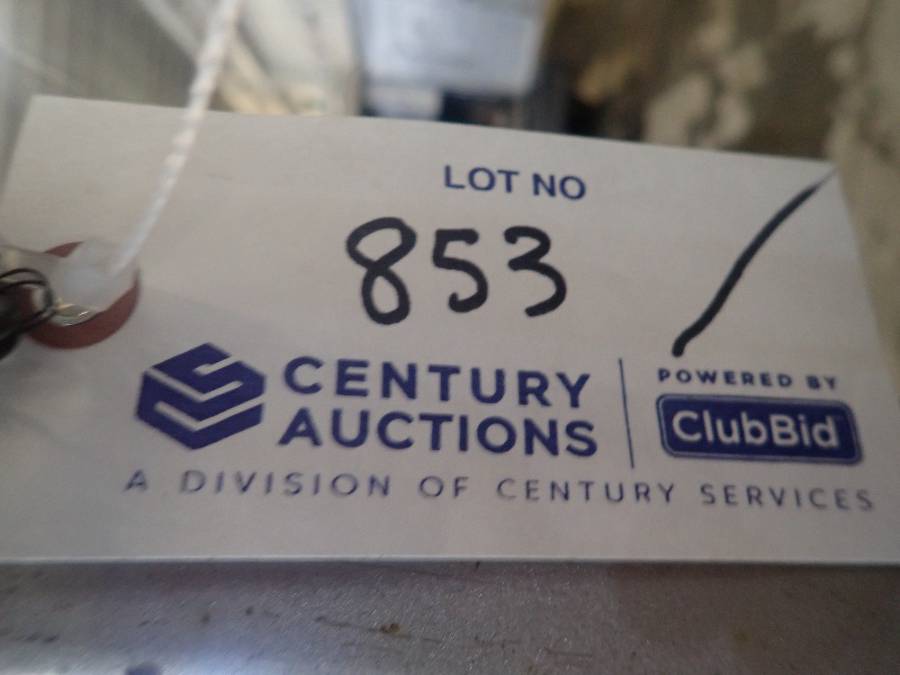 LOT NO
853
CENTURY
AUCTIONS
POWERED BY
ClubBid
A DIVISION OF CENTURY SERVICES